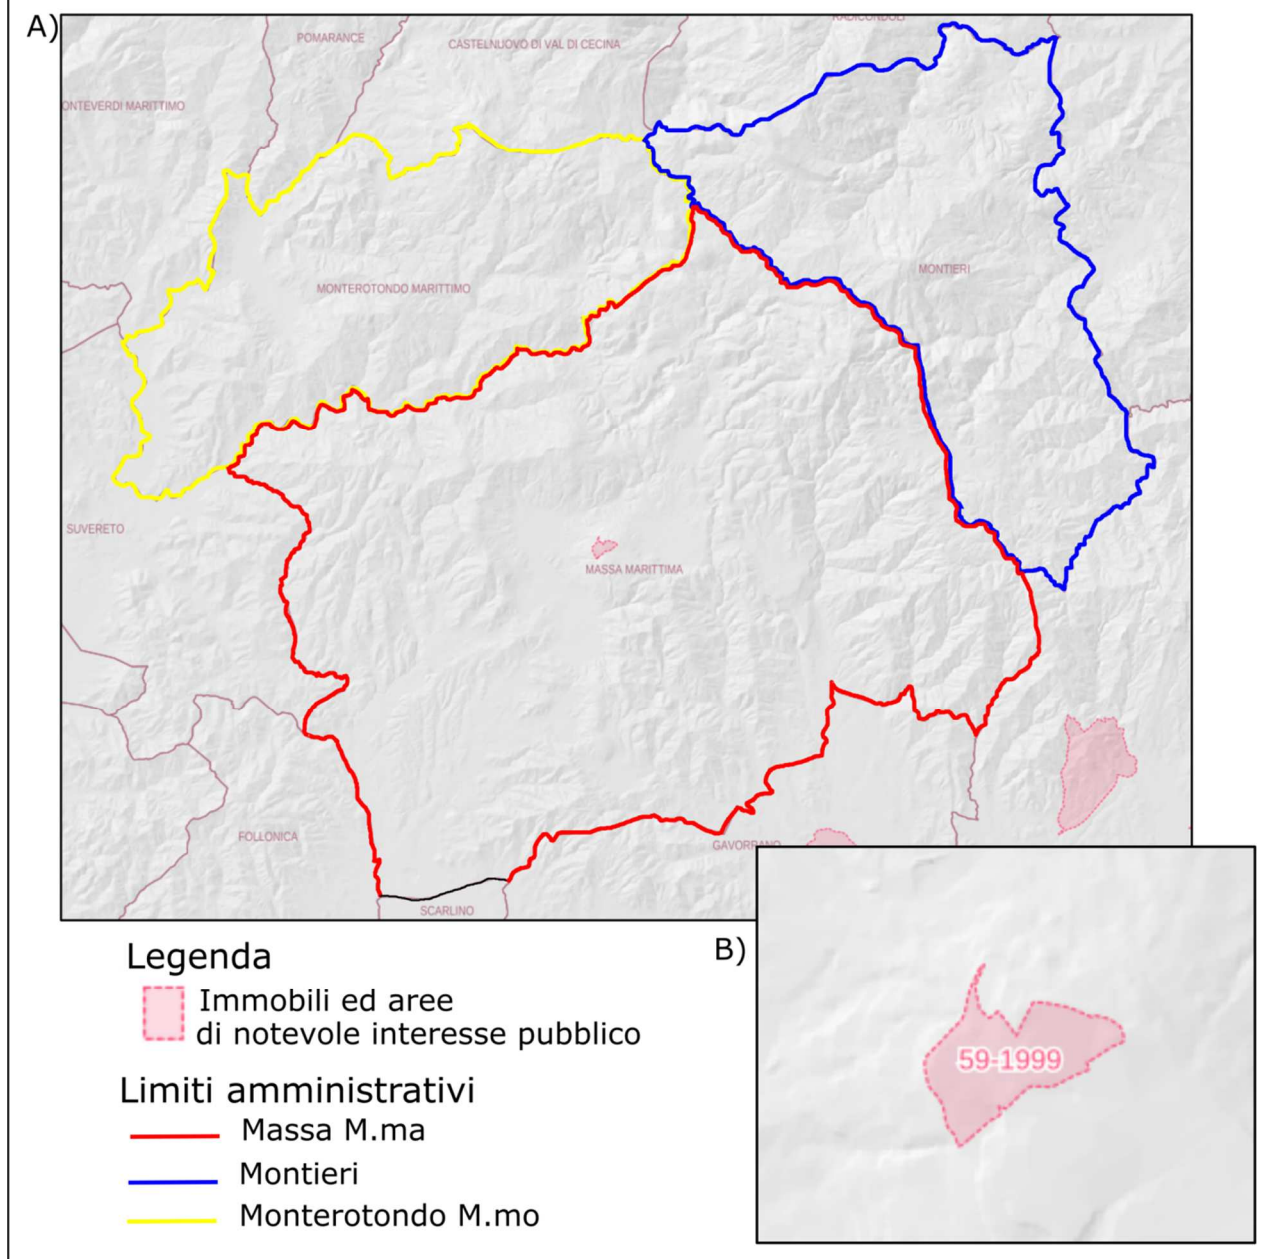 A)
RADICONDOLI
POMARANCE
CASTELNUOVO DI VAL DI CECINA
ONTEVERDI MARITTIMO
MONTIERI
MONTEROTONDO MARITTIMO
SUVERETO
MASSA MARITTIMA
FOLLONICA
GAVORRANO
SCARLINO
B)
59-1999
Legenda
Immobili ed aree
di notevole interesse pubblico
Limiti amministrativi
Massa M.ma
Montieri
Monterotondo M.mo